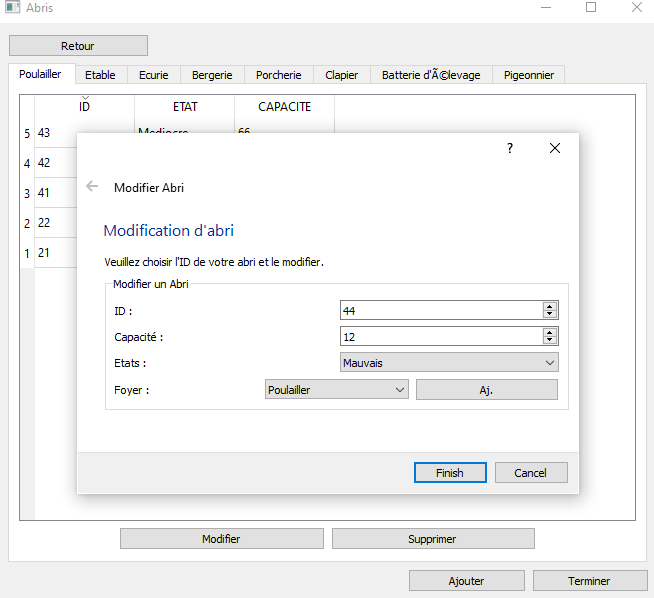 Abris
Retour
Poulailler Etable Ecurie Bergerie Porcherie Clapier Batterie d'Ã©levage Pigeonnier
ID ETAT CAPACITE
5 43 Mediocre 66
?
4 42
Modifier Abri
3 41
2 22
Modification d'abri
1 21
Veuillez choisir l'ID de votre abri et le modifier.
Modifier un Abri
ID : 44
Capacité : 12
Etats : Mauvais
Foyer : Poulailler Aj.
Finish Cancel
Modifier Supprimer
Ajouter Terminer